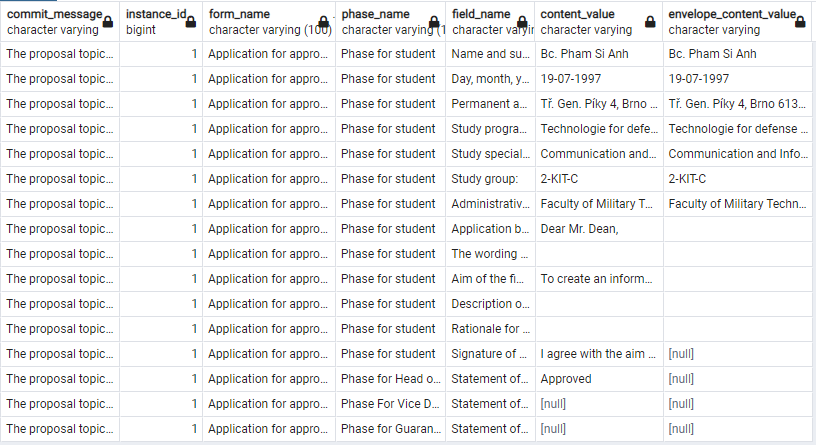 commit_message instance_id form_name phase_name field_name content_value envelope_content_value
character varying bigint character varying (100) character varying (1 character varyin character varying character varying
The proposal topic... 1 Application for appro... Phase for student Name and su... Bc. Pham Si Anh Bc. Pham Si Anh
The proposal topic... 1 Application for appro... Phase for student Day, month, y... 19-07-1997 19-07-1997
The proposal topic... 1 Application for appro... Phase for student Permanent a... Tř. Gen. Píky 4, Brno ... Tř. Gen. Píky 4, Brno 613...
The proposal topic... 1 Application for appro... Phase for student Study progra... Technologie for defe... Technologie for defense ...
The proposal topic... 1 Application for appro... Phase for student Study special... Communication and... Communication and Info...
The proposal topic... 1 Application for appro... Phase for student Study group: 2-KIT-C 2-KIT-C
The proposal topic... 1 Application for appro... Phase for student Administrativ... Faculty of Military T... Faculty of Military Techn...
The proposal topic... 1 Application for appro... Phase for student Application b... Dear Mr. Dean,
The proposal topic... 1 Application for appro... Phase for student The wording ...
The proposal topic... 1 Application for appro... Phase for student Aim of the fi... To create an inform...
The proposal topic... 1 Application for appro... Phase for student Description o...
The proposal topic... 1 Application for appro... Phase for student Rationale for ...
The proposal topic... 1 Application for appro... Phase for student Signature of ... I agree with the aim ... [null]
The proposal topic... 1 Application for appro... Phase for Head o... Statement of... Approved [null]
The proposal topic... 1 Application for appro... Phase For Vice D... Statement of... [null] [null]
The proposal topic... 1 Application for appro... Phase for Guaran... Statement of... [null] [null]